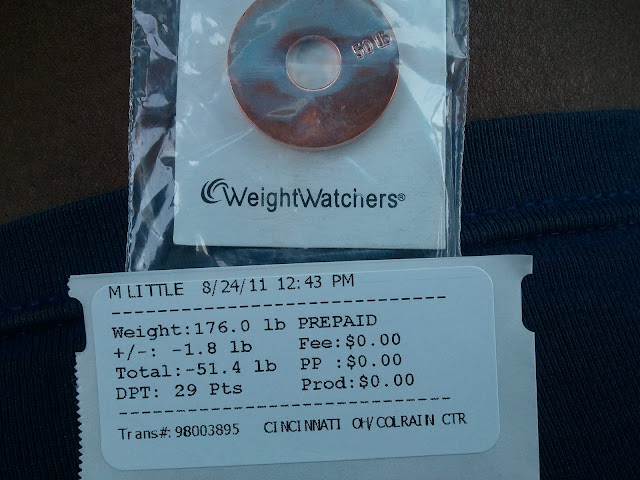 50 LB
WeightWatchers®
M LITTLE 8/24/11 12:43 PM
Weight:176.0 lb PREPAID
+/-: -1.8 lb Fee:$0.00
Total:-51.4 lb PP :$0.00
DPT: 29 Pts Prod:$0.00
Trans#: 98003895 CINCINNATI OH/COLRAIN CTR